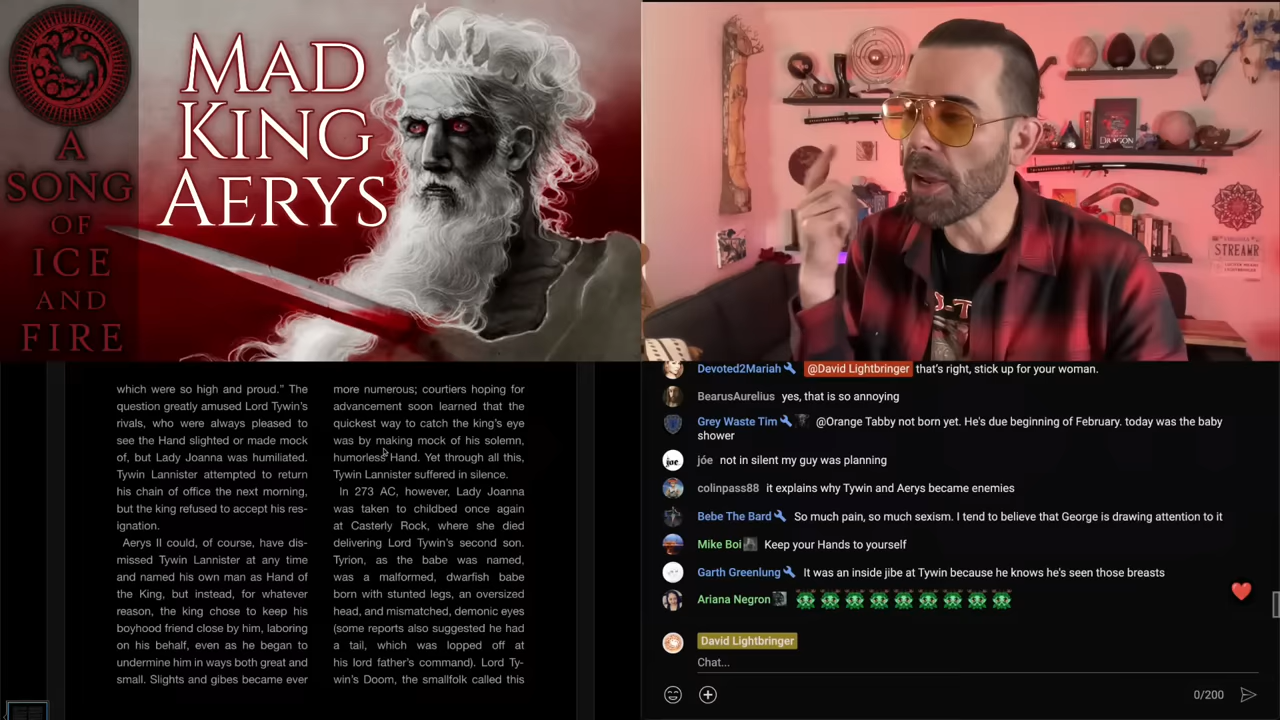 A
SONG
OF
ICE
AND
FIRE
MAD
KING
AERYS
DRAGON
STREAMR
which were so high and proud.” The
question greatly amused Lord Tywin’s
rivals, who were always pleased to
see the Hand slighted or made mock
of, but Lady Joanna was humiliated.
Tywin Lannister attempted to return
his chain of office the next morning,
but the king refused to accept his res-
ignation.
Aerys II could, of course, have dis-
missed Tywin Lannister at any time
and named his own man as Hand of
the King, but instead, for whatever
reason, the king chose to keep his
boyhood friend close by him, laboring
on his behalf, even as he began to
undermine him in ways both great and
small. Slights and gibes became ever
more numerous; courtiers hoping for
advancement soon learned that the
quickest way to catch the king’s eye
was by making mock of his solemn,
humorless Hand. Yet through all this,
Tywin Lannister suffered in silence.
In 273 AC, however, Lady Joanna
was taken to childbed once again
at Casterly Rock, where she died
delivering Lord Tywin’s second son.
Tyrion, as the babe was named,
was a malformed, dwarfish babe
born with stunted legs, an oversized
head, and mismatched, demonic eyes
(some reports also suggested he had
a tail, which was lopped off at
his lord father’s command). Lord Ty-
win’s Doom, the smallfolk called this
Devoted2Mariah @David Lightbringer that’s right, stick up for your woman.
BearusAurelius yes, that is so annoying
Grey Waste Tim @Orange Tabby not born yet. He's due beginning of February. today was the baby
shower
jóe not in silent my guy was planning
colinpass88 it explains why Tywin and Aerys became enemies
Bebe The Bard So much pain, so much sexism. I tend to believe that George is drawing attention to it
Mike Boi Keep your Hands to yourself
Garth Greenlung It was an inside jibe at Tywin because he knows he's seen those breasts
Ariana Negron
David Lightbringer
Chat...
0/200